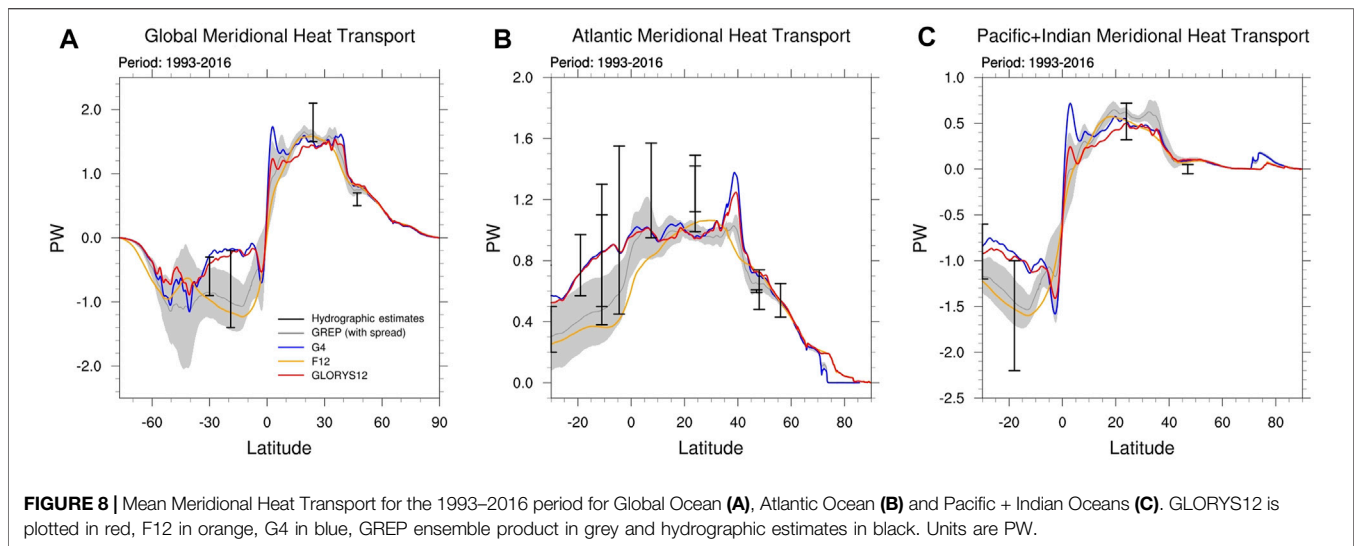 A
Global Meridional Heat Transport
Period: 1993-2016
PW
2.0
1.0
0.0
-1.0
-2.0
Hydrographic estimates
GREP (with spread)
G4
F12
GLORYS12
-60 -30 0 30 60 90
Latitude
B
Atlantic Meridional Heat Transport
Period: 1993-2016
PW
2.0
1.6
1.2
0.8
0.4
0.0
-20 0 20 40 60 80
Latitude
C
Pacific+Indian Meridional Heat Transport
Period: 1993-2016
PW
1.0
0.5
0.0
-0.5
-1.0
-1.5
-2.0
-2.5
-20 0 20 40 60 80
Latitude
FIGURE 8 | Mean Meridional Heat Transport for the 1993–2016 period for Global Ocean (A), Atlantic Ocean (B) and Pacific + Indian Oceans (C). GLORYS12 is
plotted in red, F12 in orange, G4 in blue, GREP ensemble product in grey and hydrographic estimates in black. Units are PW.